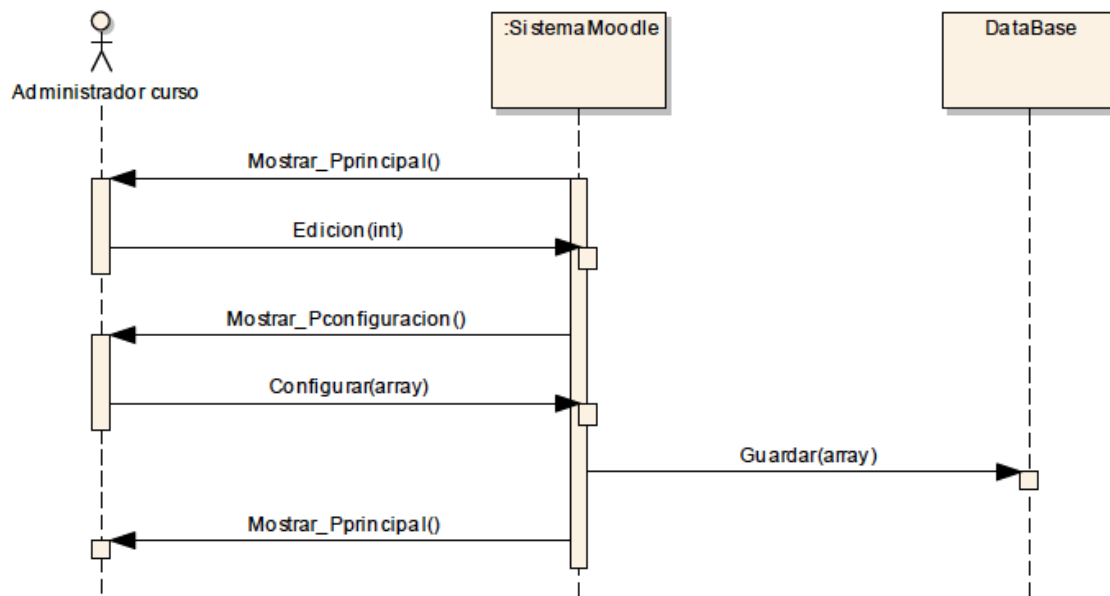 :SistemaMoodle
DataBase
Administrador curso
Mostrar_Pprincipal()
Edicion(int)
Mostrar_Pconfiguracion()
Configurar(array)
Guardar(array)
Mostrar_Pprincipal()